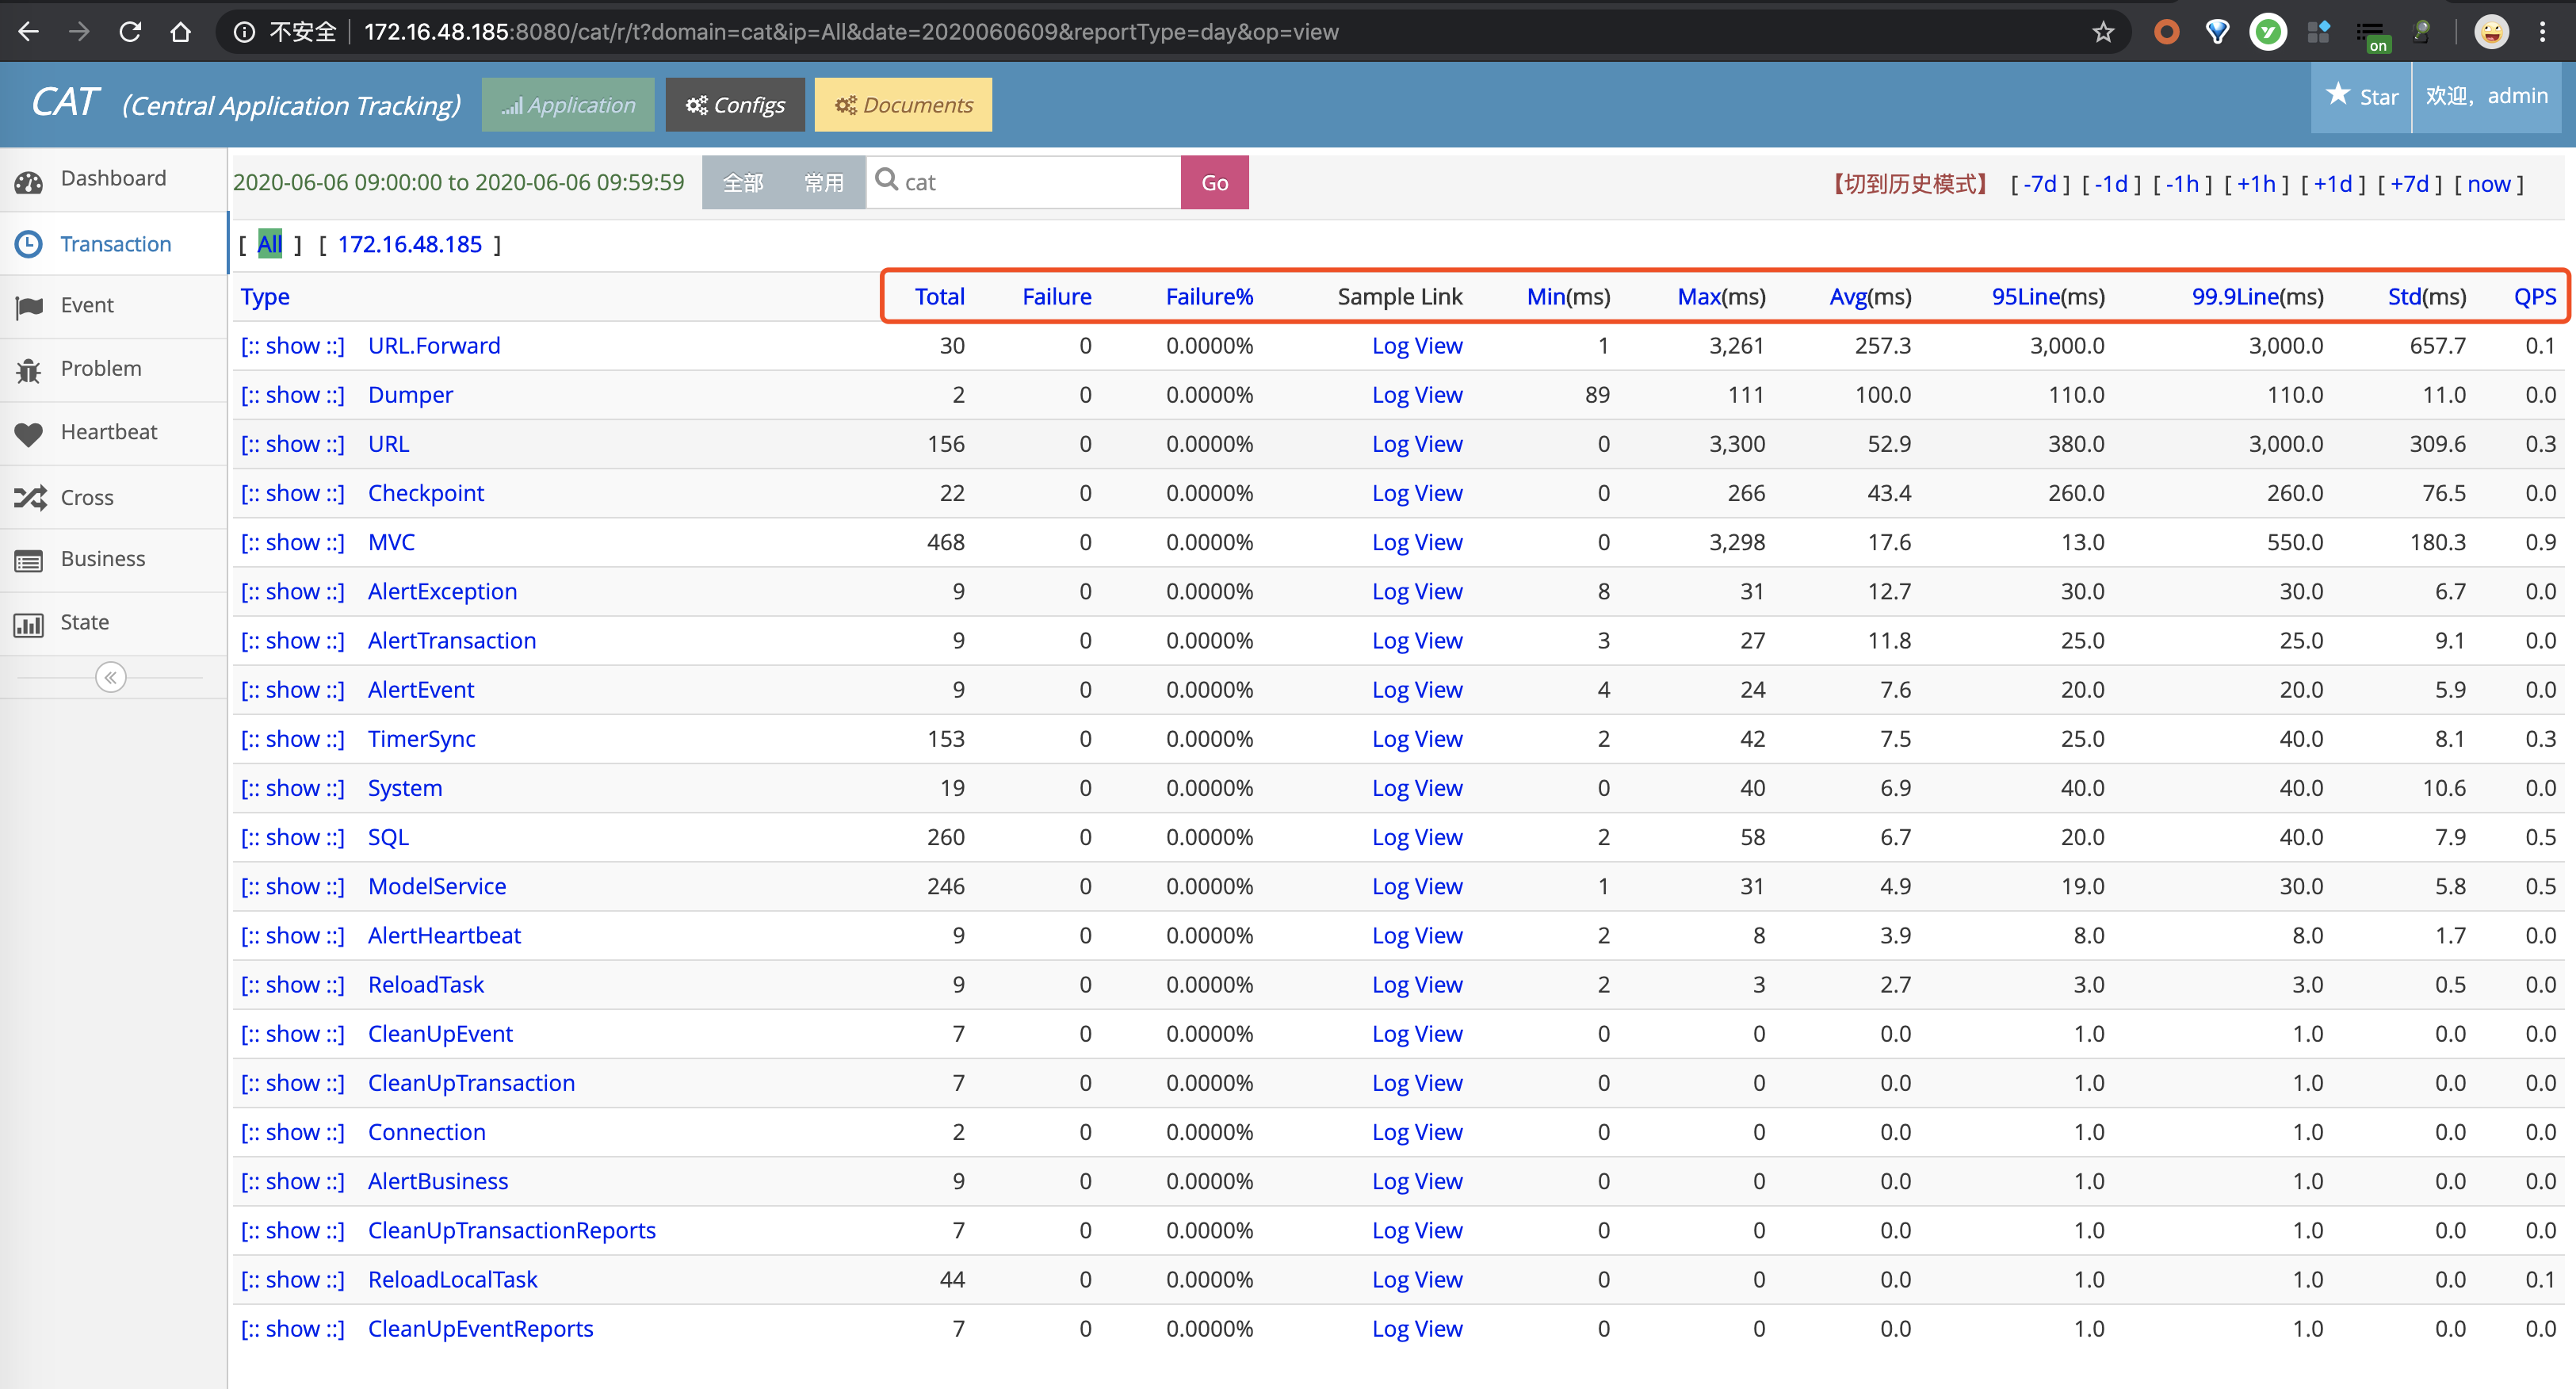 不安全 172.16.48.185:8080/cat/r/t?domain=cat&ip=All&date=2020060609&reportType=day&op=view
on
CAT (Central Application Tracking) Application Configs Documents Star 欢迎，admin
Dashboard
Transaction
Event
Problem
Heartbeat
Cross
Business
State
2020-06-06 09:00:00 to 2020-06-06 09:59:59 全部 常用 cat Go 【切到历史模式】 [ -7d ] [ -1d ] [ -1h ] [ +1h ] [ +1d ] [ +7d ] [ now ]
[ All ] [ 172.16.48.185 ]
Type Total Failure Failure% Sample Link Min(ms) Max(ms) Avg(ms) 95Line(ms) 99.9Line(ms) Std(ms) QPS
[:: show ::] URL.Forward 30 0 0.0000% Log View 1 3,261 257.3 3,000.0 3,000.0 657.7 0.1
[:: show ::] Dumper 2 0 0.0000% Log View 89 111 100.0 110.0 110.0 11.0 0.0
[:: show ::] URL 156 0 0.0000% Log View 0 3,300 52.9 380.0 3,000.0 309.6 0.3
[:: show ::] Checkpoint 22 0 0.0000% Log View 0 266 43.4 260.0 260.0 76.5 0.0
[:: show ::] MVC 468 0 0.0000% Log View 0 3,298 17.6 13.0 550.0 180.3 0.9
[:: show ::] AlertException 9 0 0.0000% Log View 8 31 12.7 30.0 30.0 6.7 0.0
[:: show ::] AlertTransaction 9 0 0.0000% Log View 3 27 11.8 25.0 25.0 9.1 0.0
[:: show ::] AlertEvent 9 0 0.0000% Log View 4 24 7.6 20.0 20.0 5.9 0.0
[:: show ::] TimerSync 153 0 0.0000% Log View 2 42 7.5 25.0 40.0 8.1 0.3
[:: show ::] System 19 0 0.0000% Log View 0 40 6.9 40.0 40.0 10.6 0.0
[:: show ::] SQL 260 0 0.0000% Log View 2 58 6.7 20.0 40.0 7.9 0.5
[:: show ::] ModelService 246 0 0.0000% Log View 1 31 4.9 19.0 30.0 5.8 0.5
[:: show ::] AlertHeartbeat 9 0 0.0000% Log View 2 8 3.9 8.0 8.0 1.7 0.0
[:: show ::] ReloadTask 9 0 0.0000% Log View 2 3 2.7 3.0 3.0 0.5 0.0
[:: show ::] CleanUpEvent 7 0 0.0000% Log View 0 0 0.0 1.0 1.0 0.0 0.0
[:: show ::] CleanUpTransaction 7 0 0.0000% Log View 0 0 0.0 1.0 1.0 0.0 0.0
[:: show ::] Connection 2 0 0.0000% Log View 0 0 0.0 1.0 1.0 0.0 0.0
[:: show ::] AlertBusiness 9 0 0.0000% Log View 0 0 0.0 1.0 1.0 0.0 0.0
[:: show ::] CleanUpTransactionReports 7 0 0.0000% Log View 0 0 0.0 1.0 1.0 0.0 0.0
[:: show ::] ReloadLocalTask 44 0 0.0000% Log View 0 0 0.0 1.0 1.0 0.0 0.1
[:: show ::] CleanUpEventReports 7 0 0.0000% Log View 0 0 0.0 1.0 1.0 0.0 0.0